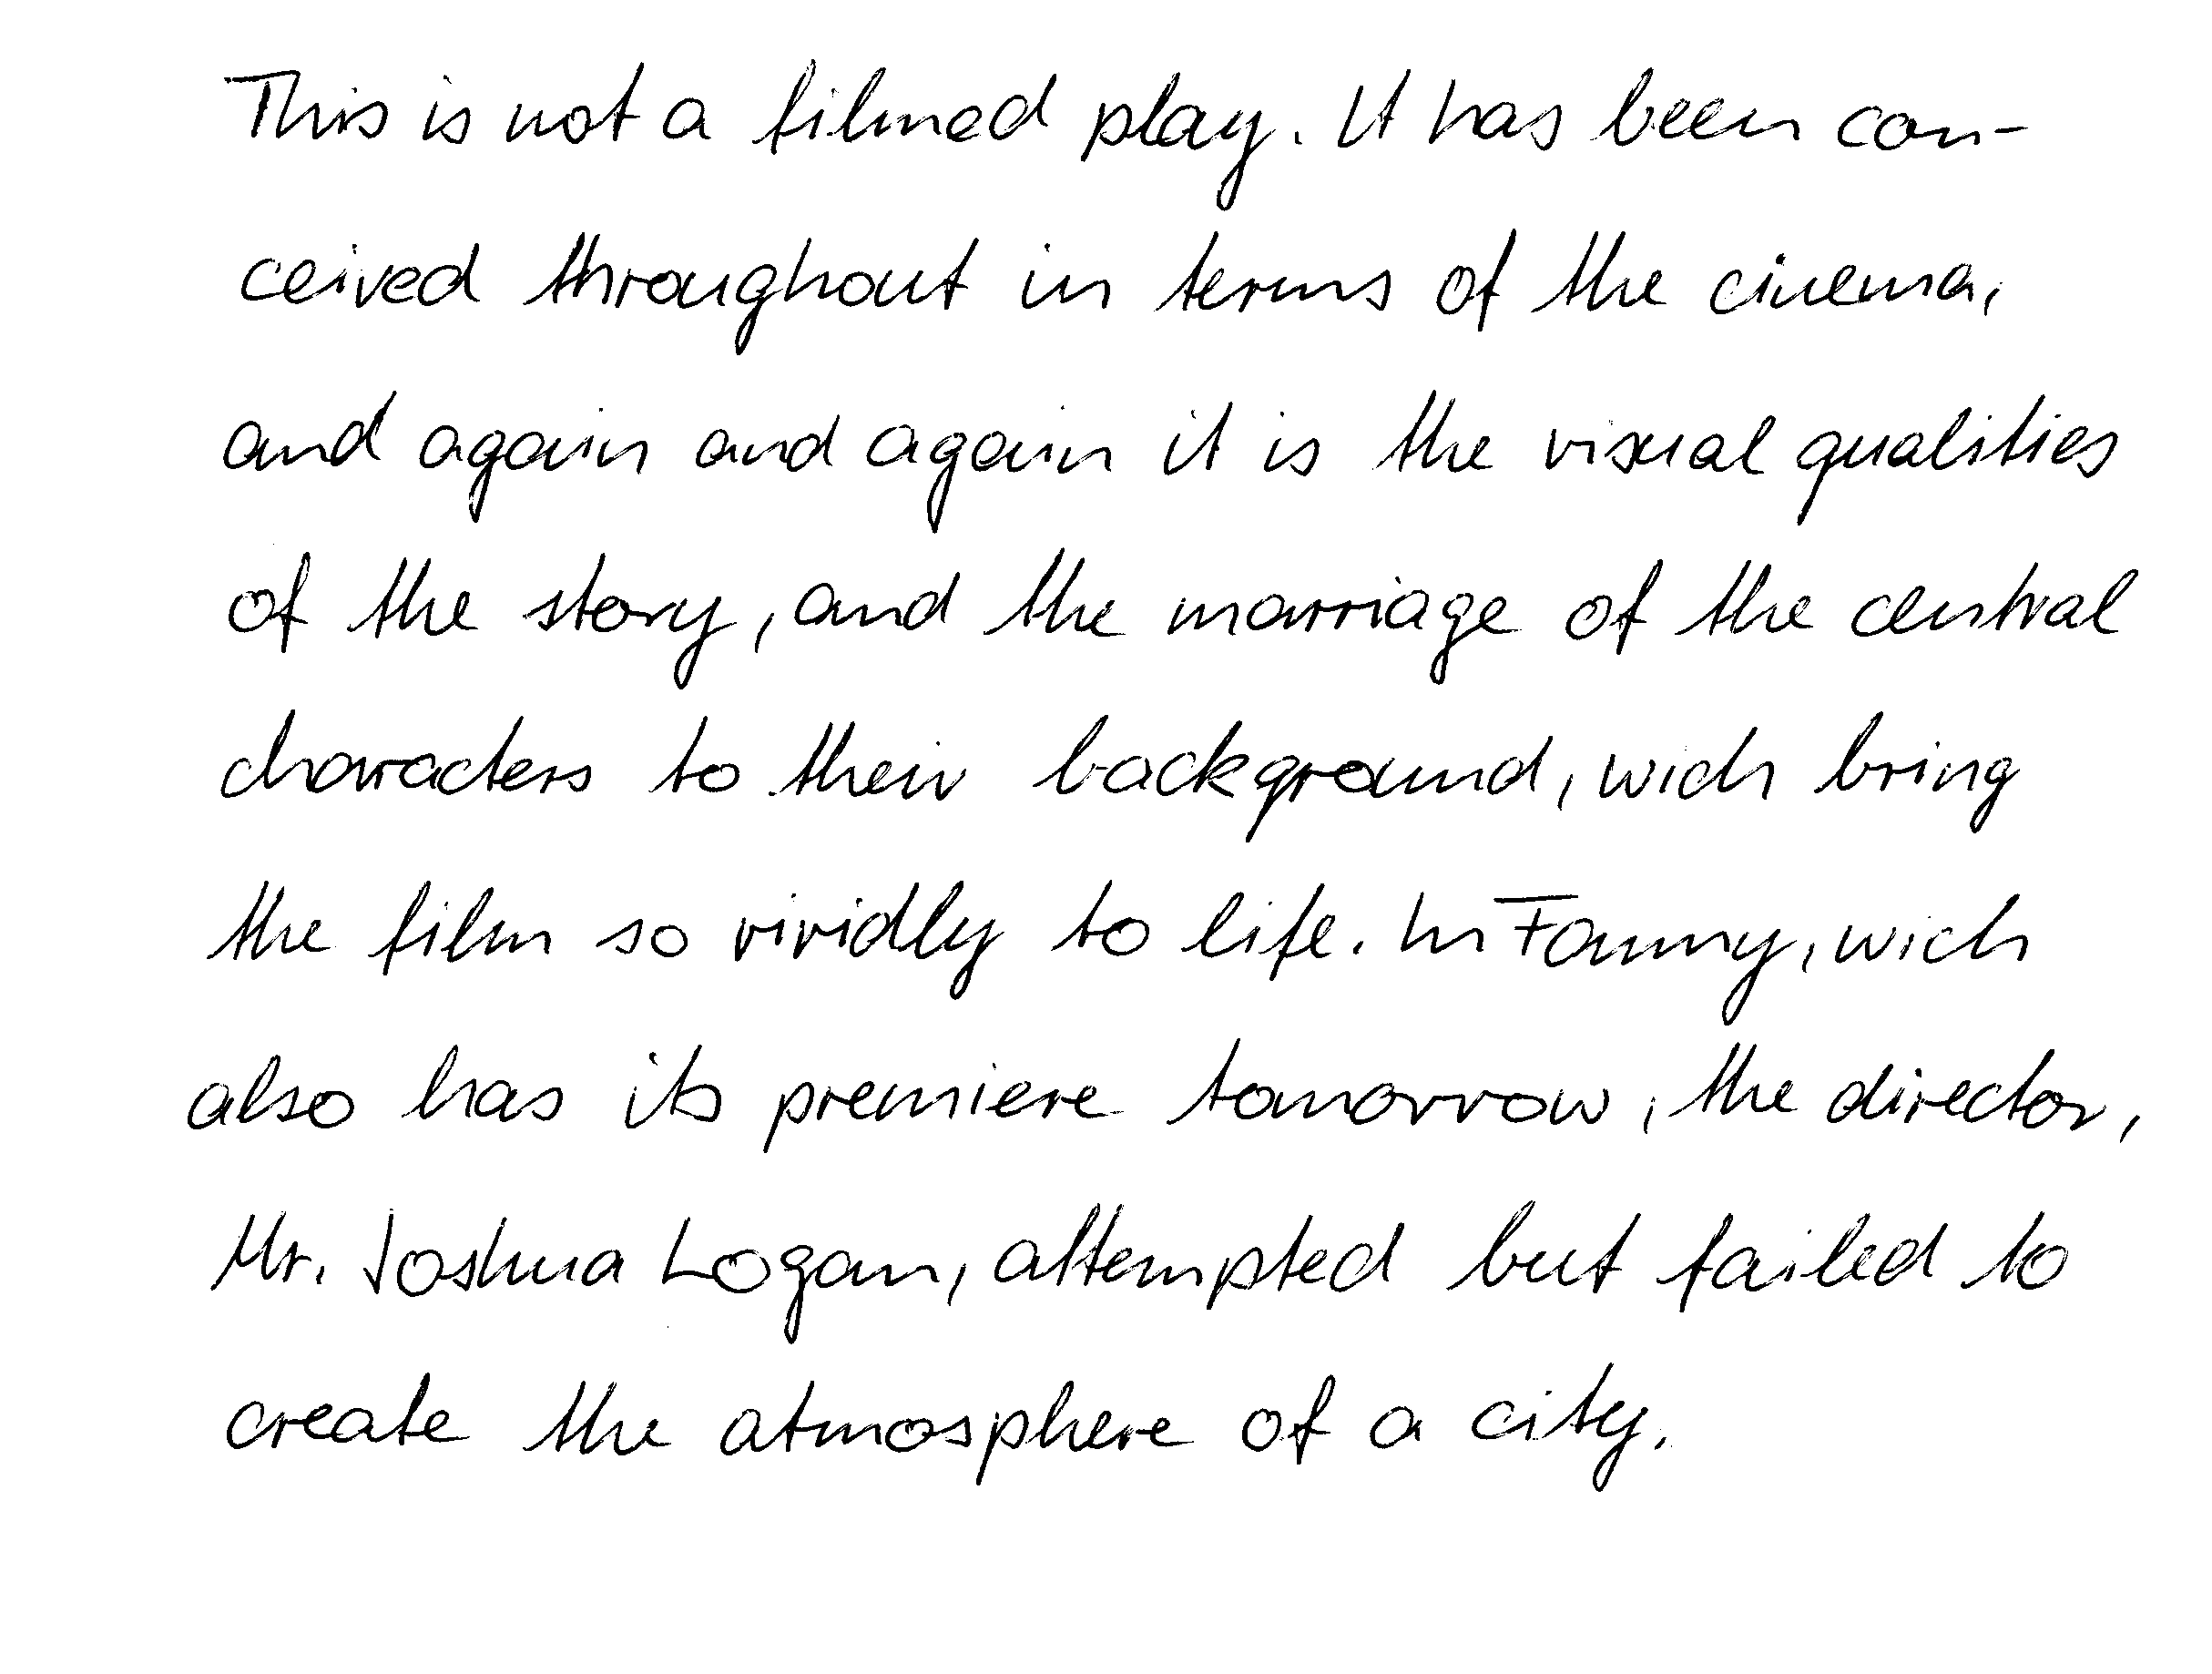 This is not a filmed play. It has been con-
ceived throughout in terms of the cinema,
and again and again it is the visual qualities
of the story, and the marriage of the central
characters to their background, wich bring
the film so vividly to life. In Fanny, wich
also has its premiere tomorrow, the director,
Mr. Joshua Logan, attempted but failed to
create the atmosphere of a city.